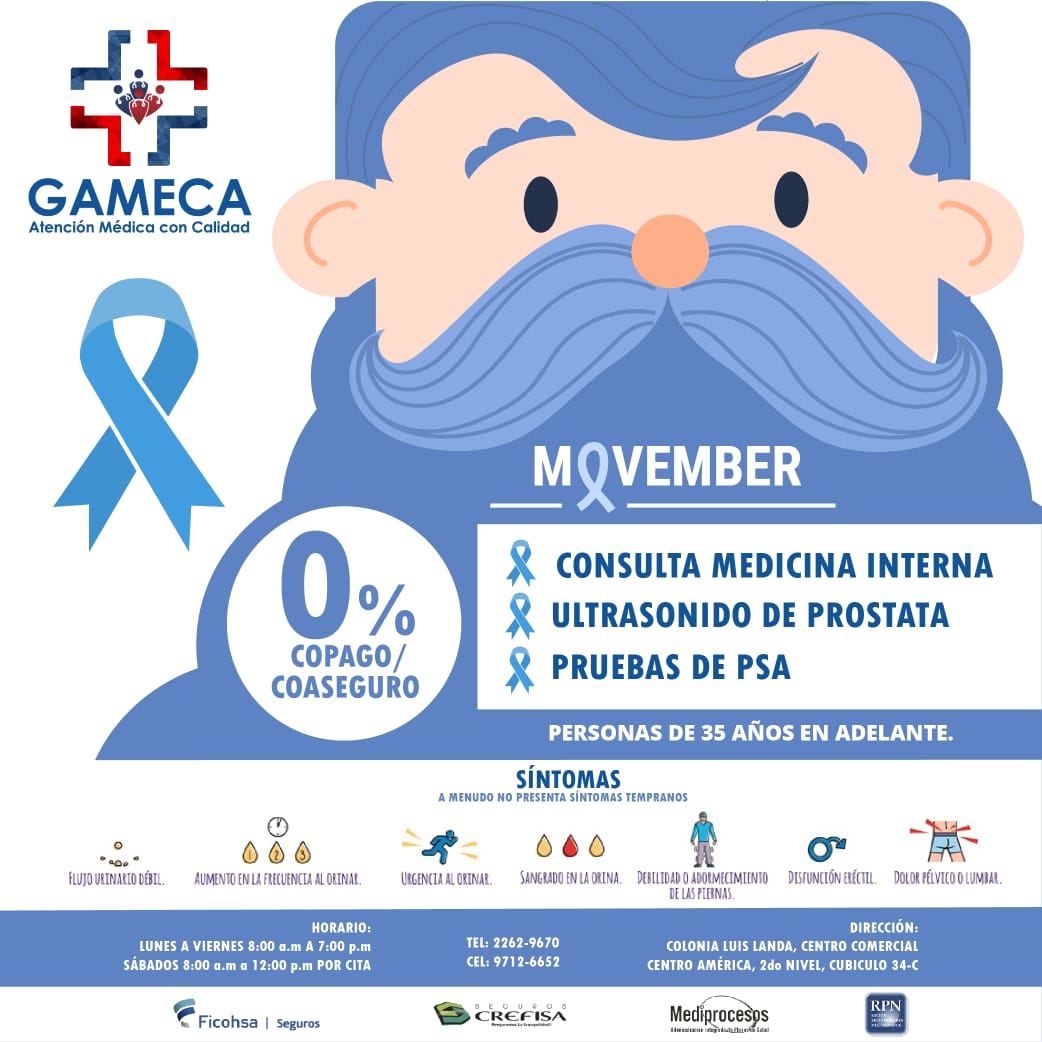 GAMECA
Atención Médica con Calidad
MOVEMBER
0%
COPAGO/
COASEGURO
CONSULTA MEDICINA INTERNA
ULTRASONIDO DE PROSTATA
PRUEBAS DE PSA
PERSONAS DE 35 AÑOS EN ADELANTE.
SÍNTOMAS
A MENUDO NO PRESENTA SÍNTOMAS TEMPRANOS
1 2 3
FLUJO URINARIO DÉBIL.
AUMENTO EN LA FRECUENCIA AL ORINAR.
URGENCIA AL ORINAR.
SANGRADO EN LA ORINA.
DEBILIDAD O ADORMECIMIENTO
DE LAS PIERNAS.
DISFUNCIÓN ERÉCTIL.
DOLOR PÉLVICO O LUMBAR.
HORARIO:
LUNES A VIERNES 8:00 a.m A 7:00 p.m
SÁBADOS 8:00 a.m a 12:00 p.m POR CITA
TEL: 2262-9670
CEL: 9712-6652
DIRECCIÓN:
COLONIA LUIS LANDA, CENTRO COMERCIAL
CENTRO AMÉRICA, 2do NIVEL, CUBICULO 34-C
Ficohsa | Seguros
SEGUROS
CREFISA
Mediprocesos
RPN